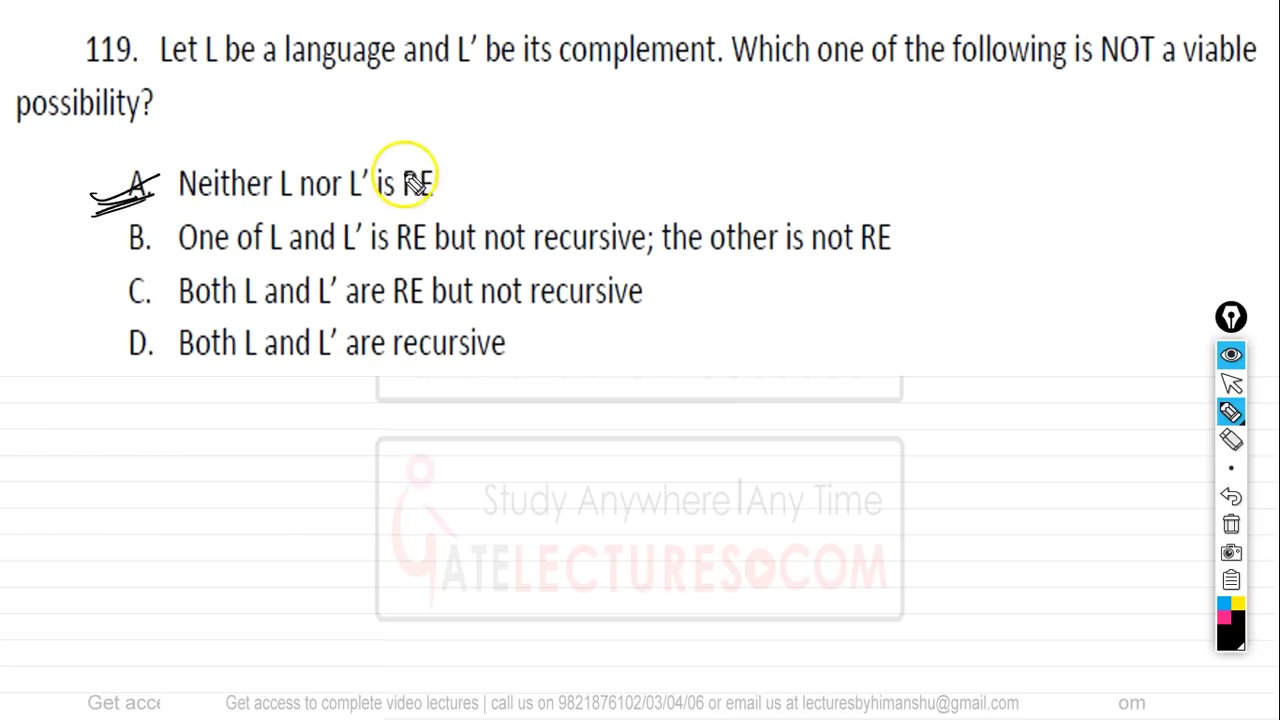 119. Let L be a language and L’ be its complement. Which one of the following is NOT a viable
possibility?
A. Neither L nor L’ is RE.
B. One of L and L’ is RE but not recursive; the other is not RE
C. Both L and L’ are RE but not recursive
D. Both L and L’ are recursive
Study Anywhere|Any Time
GATELECTURES.COM
Get acce
Get access to complete video lectures | call us on 9821876102/03/04/06 or email us at lecturesbyhimanshu@gmail.com
om